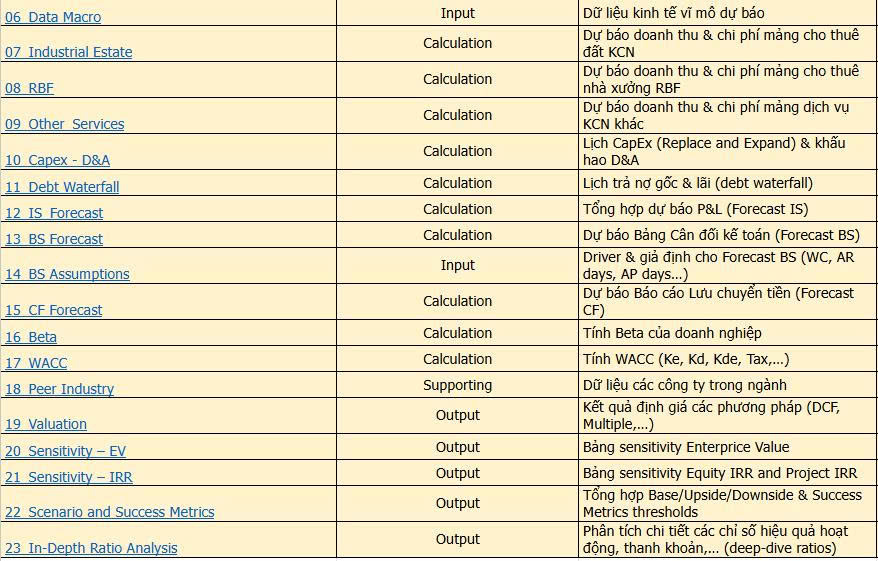 06_Data Macro
Input
Dữ liệu kinh tế vĩ mô dự báo
07_Industrial Estate
Calculation
Dự báo doanh thu & chi phí mảng cho thuê
đất KCN
08_RBF
Calculation
Dự báo doanh thu & chi phí mảng cho thuê
nhà xưởng RBF
09_Other_Services
Calculation
Dự báo doanh thu & chi phí mảng dịch vụ
KCN khác
10_Capex - D&A
Calculation
Lịch CapEx (Replace and Expand) & khấu
hao D&A
11_Debt Waterfall
Calculation
Lịch trả nợ gốc & lãi (debt waterfall)
12_IS_Forecast
Calculation
Tổng hợp dự báo P&L (Forecast IS)
13_BS Forecast
Calculation
Dự báo Bảng Cân đối kế toán (Forecast BS)
14_BS Assumptions
Input
Driver & giả định cho Forecast BS (WC, AR
days, AP days…)
15_CF Forecast
Calculation
Dự báo Báo cáo Lưu chuyển tiền (Forecast
CF)
16_Beta
Calculation
Tính Beta của doanh nghiệp
17_WACC
Calculation
Tính WACC (Ke, Kd, Kde, Tax,…)
18_Peer Industry
Supporting
Dữ liệu các công ty trong ngành
19_Valuation
Output
Kết quả định giá các phương pháp (DCF,
Multiple,…)
20_Sensitivity – EV
Output
Bảng sensitivity Enterprice Value
21_Sensitivity – IRR
Output
Bảng sensitivity Equity IRR and Project IRR
22_Scenario and Success Metrics
Output
Tổng hợp Base/Upside/Downside & Success
Metrics thresholds
23_In-Depth Ratio Analysis
Output
Phân tích chi tiết các chỉ số hiệu quả hoạt
động, thanh khoản,… (deep-dive ratios)